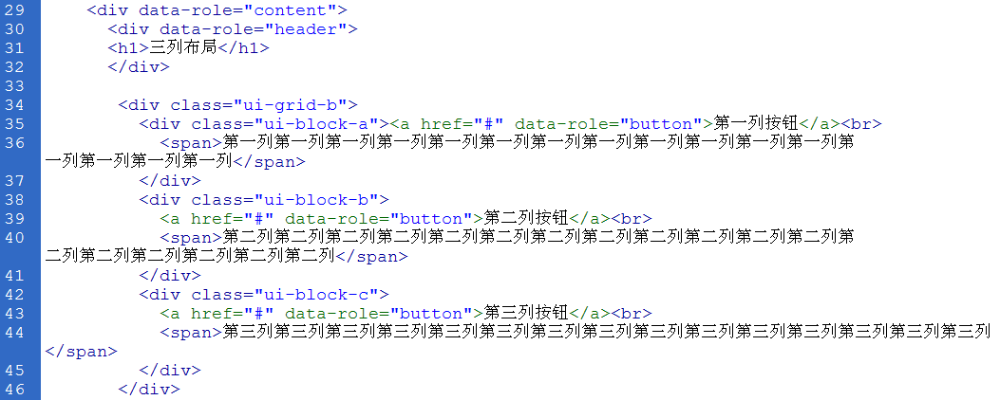 29 <div data-role="content">
30 <div data-role="header">
31 <h1>三列布局</h1>
32 </div>
33
34 <div class="ui-grid-b">
35 <div class="ui-block-a"><a href="#" data-role="button">第一列按钮</a><br>
36 <span>第一列第一列第一列第一列第一列第一列第一列第一列第一列第一列第一列第一列第
一列第一列第一列第一列</span>
37 </div>
38 <div class="ui-block-b">
39 <a href="#" data-role="button">第二列按钮</a><br>
40 <span>第二列第二列第二列第二列第二列第二列第二列第二列第二列第二列第二列第二列第
二列第二列第二列第二列第二列第二列</span>
41 </div>
42 <div class="ui-block-c">
43 <a href="#" data-role="button">第三列按钮</a><br>
44 <span>第三列第三列第三列第三列第三列第三列第三列第三列第三列第三列第三列第三列第三列第三列第三列
</span>
45 </div>
46 </div>